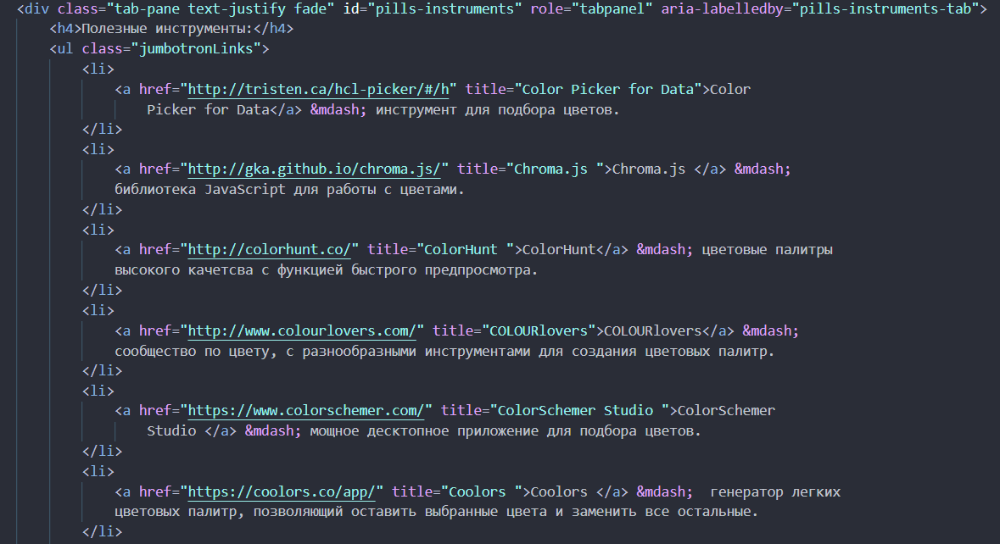 <div class="tab-pane text-justify fade" id="pills-instruments" role="tabpanel" aria-labelledby="pills-instruments-tab">
<h4>Полезные инструменты:</h4>
<ul class="jumbotronLinks">
<li>
<a href="http://tristen.ca/hcl-picker/#/h" title="Color Picker for Data">Color
Picker for Data</a> &mdash; инструмент для подбора цветов.
</li>
<li>
<a href="http://gka.github.io/chroma.js/" title="Chroma.js ">Chroma.js </a> &mdash;
библиотека JavaScript для работы с цветами.
</li>
<li>
<a href="http://colorhunt.co/" title="ColorHunt ">ColorHunt</a> &mdash; цветовые палитры
высокого качетсва с функцией быстрого предпросмотра.
</li>
<li>
<a href="http://www.colourlovers.com/" title="COLOURlovers">COLOURlovers</a> &mdash;
сообщество по цвету, с разнообразными инструментами для создания цветовых палитр.
</li>
<li>
<a href="https://www.colorschemer.com/" title="ColorSchemer Studio ">ColorSchemer
Studio </a> &mdash; мощное десктопное приложение для подбора цветов.
</li>
<li>
<a href="https://coolors.co/app/" title="Coolors ">Coolors </a> &mdash;  генератор легких
цветовых палитр, позволяющий оставить выбранные цвета и заменить все остальные.
</li>